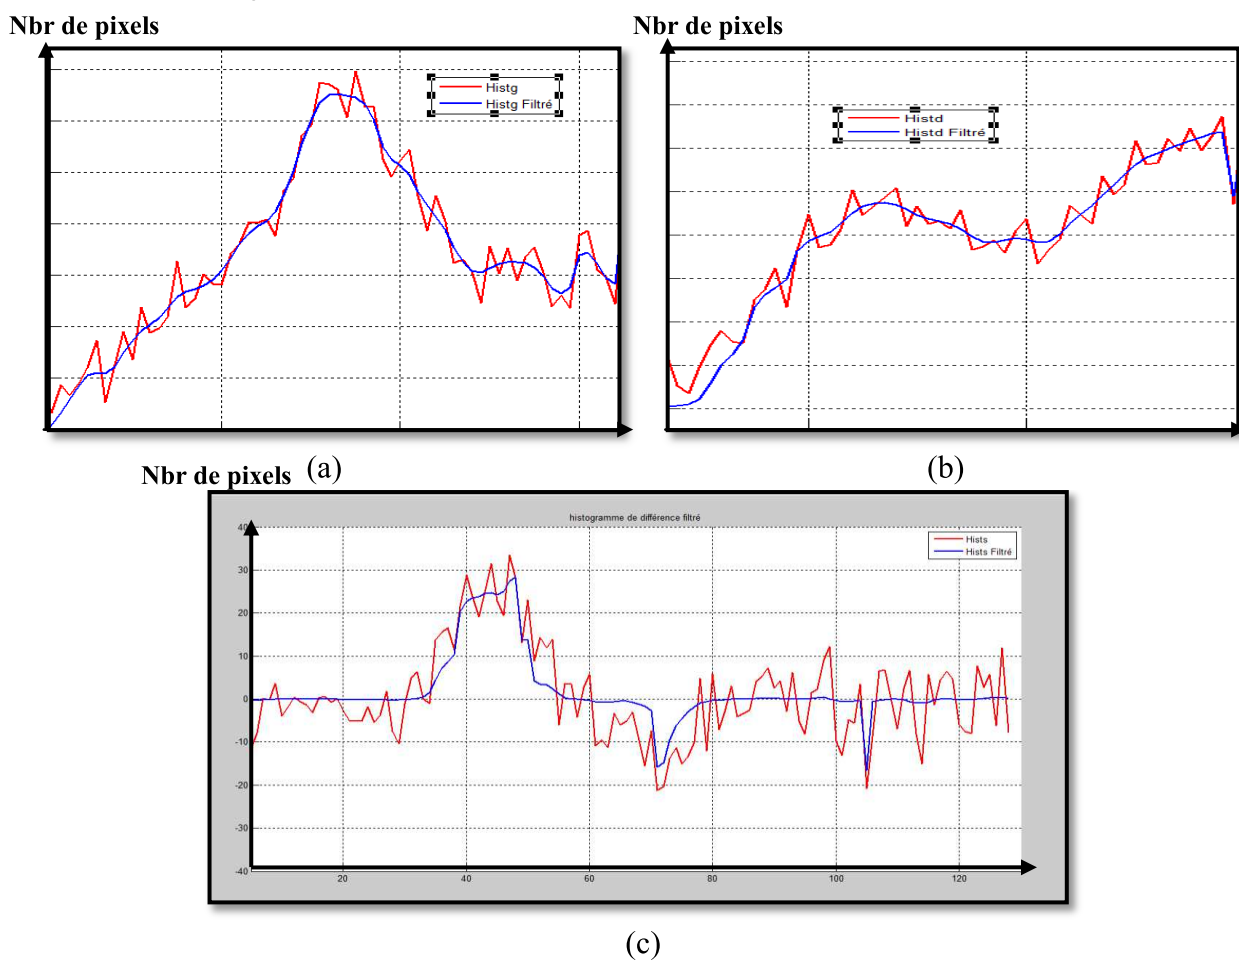 Nbr de pixels
Nbr de pixels
Histg
Histg Filtré
Histd
Histd Filtré
(a)
(b)
Nbr de pixels
histogramme de différence filtré
Hists
Hists Filtré
40
30
20
10
0
-10
-20
-30
-40
20 40 60 80 100 120
(c)